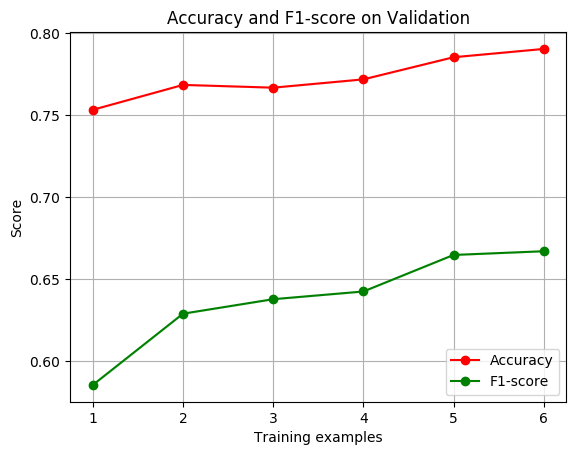 Accuracy and F1-score on Validation
0.80
0.75
0.70
0.65
0.60
Score
1 2 3 4 5 6
Training examples
Accuracy
F1-score